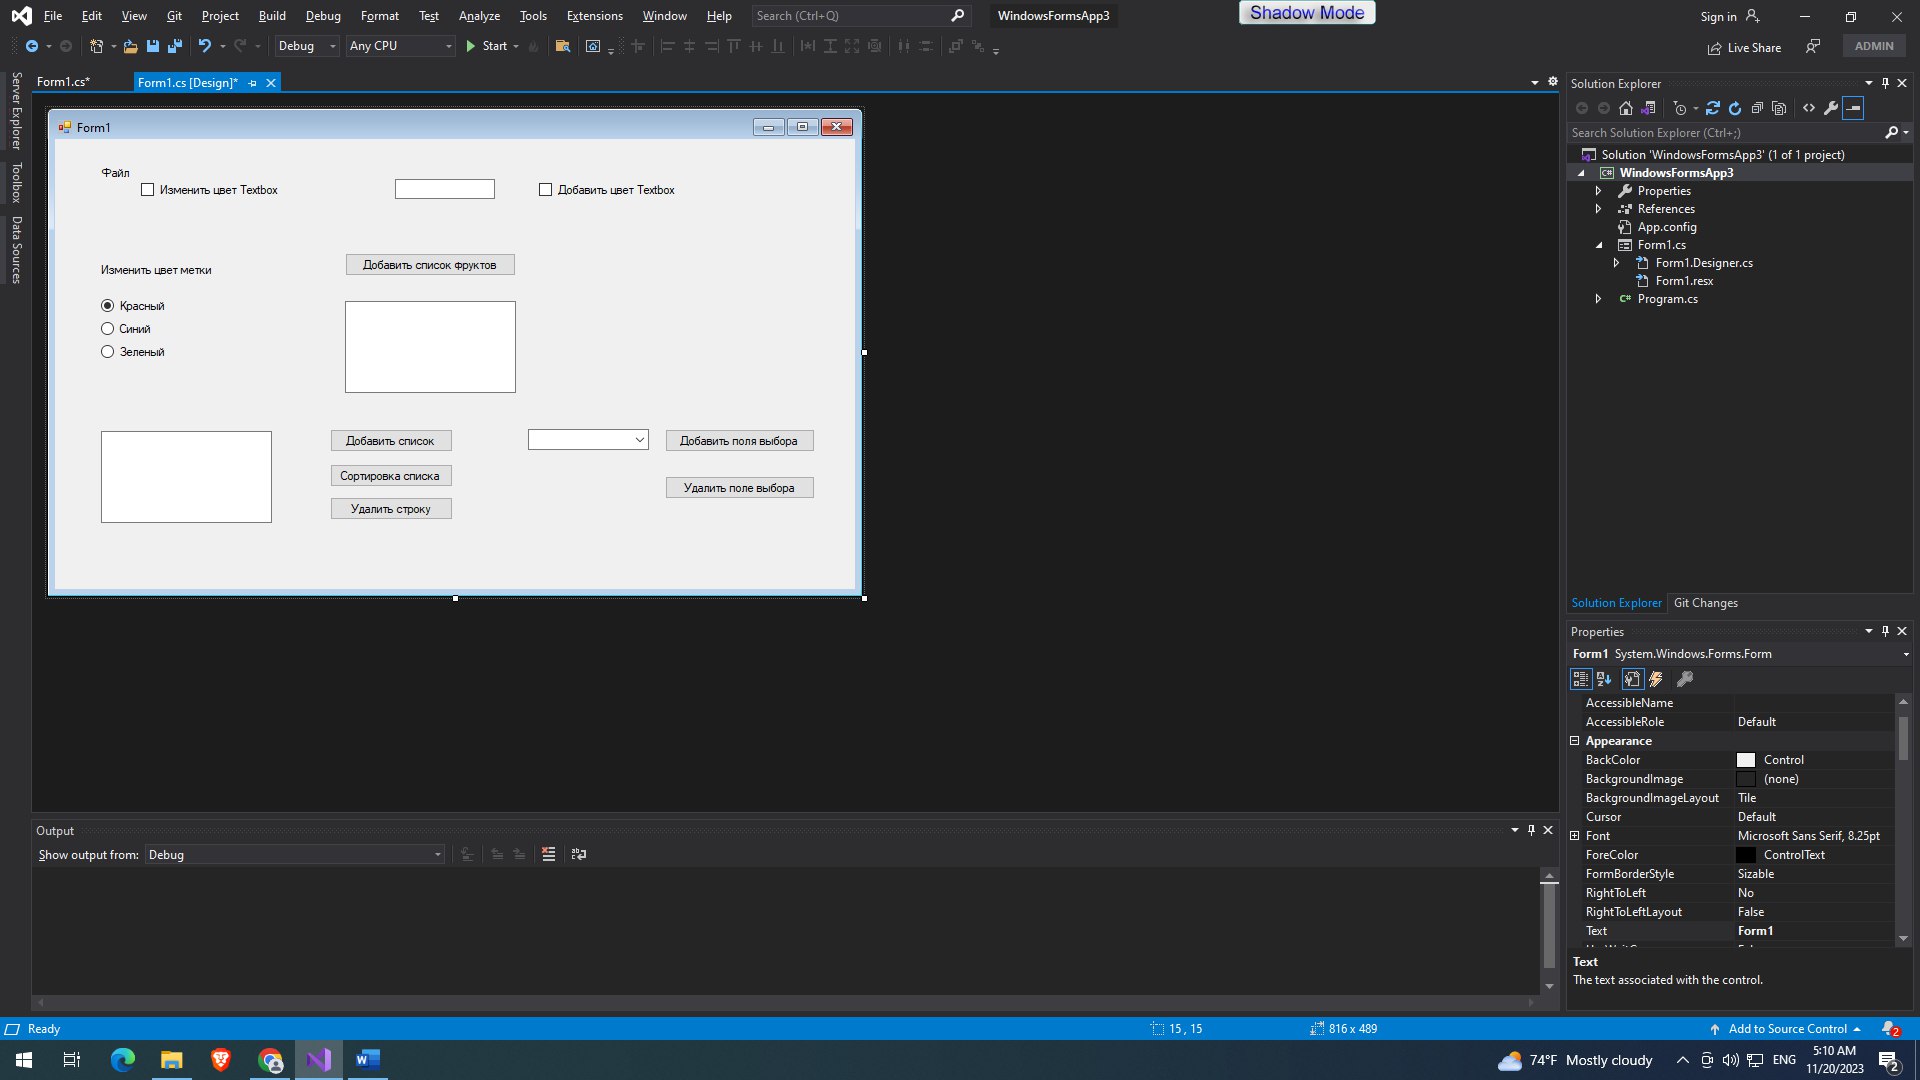 File Edit View Git Project Build Debug Format Test Analyze Tools Extensions Window Help Search (Ctrl+Q) WindowsFormsApp3 Shadow Mode Sign in
Debug Any CPU Start Live Share ADMIN
Server Explorer
Toolbox
Data Sources
Form1.cs* Form1.cs [Design]*
Form1
Файл
Изменить цвет Textbox Добавить цвет Textbox
Изменить цвет метки Добавить список фруктов
Красный
Синий
Зеленый
Добавить список Добавить поля выбора
Сортировка списка
Удалить поле выбора
Удалить строку
Output
Show output from: Debug
Solution Explorer
Search Solution Explorer (Ctrl+;)
Solution 'WindowsFormsApp3' (1 of 1 project)
WindowsFormsApp3
Properties
References
App.config
Form1.cs
Form1.Designer.cs
Form1.resx
Program.cs
Solution Explorer Git Changes
Properties
Form1 System.Windows.Forms.Form
AccessibleName
AccessibleRole Default
Appearance
BackColor Control
BackgroundImage (none)
BackgroundImageLayout Tile
Cursor Default
Font Microsoft Sans Serif, 8.25pt
ForeColor ControlText
FormBorderStyle Sizable
RightToLeft No
RightToLeftLayout False
Text Form1
Text
The text associated with the control.
Ready 15 , 15 816 x 489 Add to Source Control 2
74°F Mostly cloudy ENG 5:10 AM
11/20/2023 2